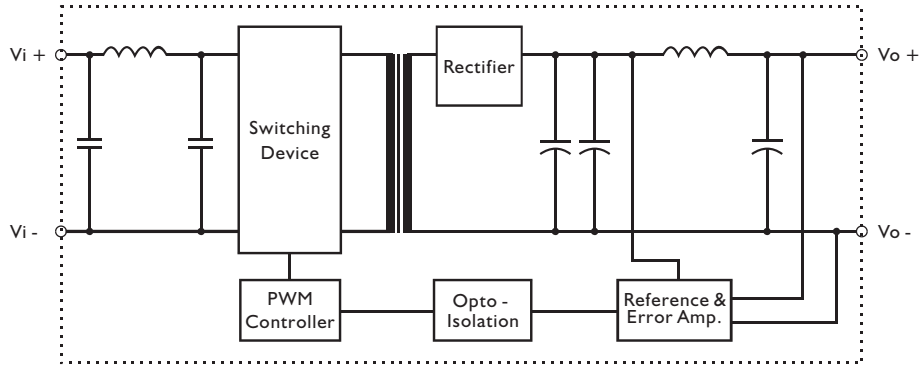 Vi +
Vo +
Rectifier
Switching
Device
Vi -
Vo -
PWM
Controller
Opto -
Isolation
Reference &
Error Amp.